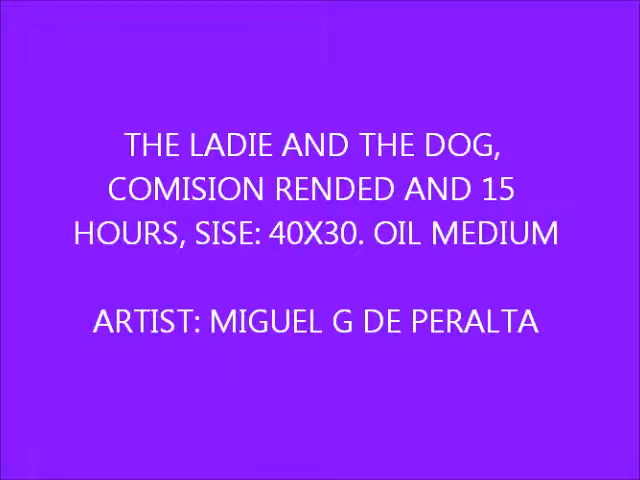 THE LADIE AND THE DOG,
COMISION RENDED AND 15
HOURS, SISE: 40X30. OIL MEDIUM
ARTIST: MIGUEL G DE PERALTA